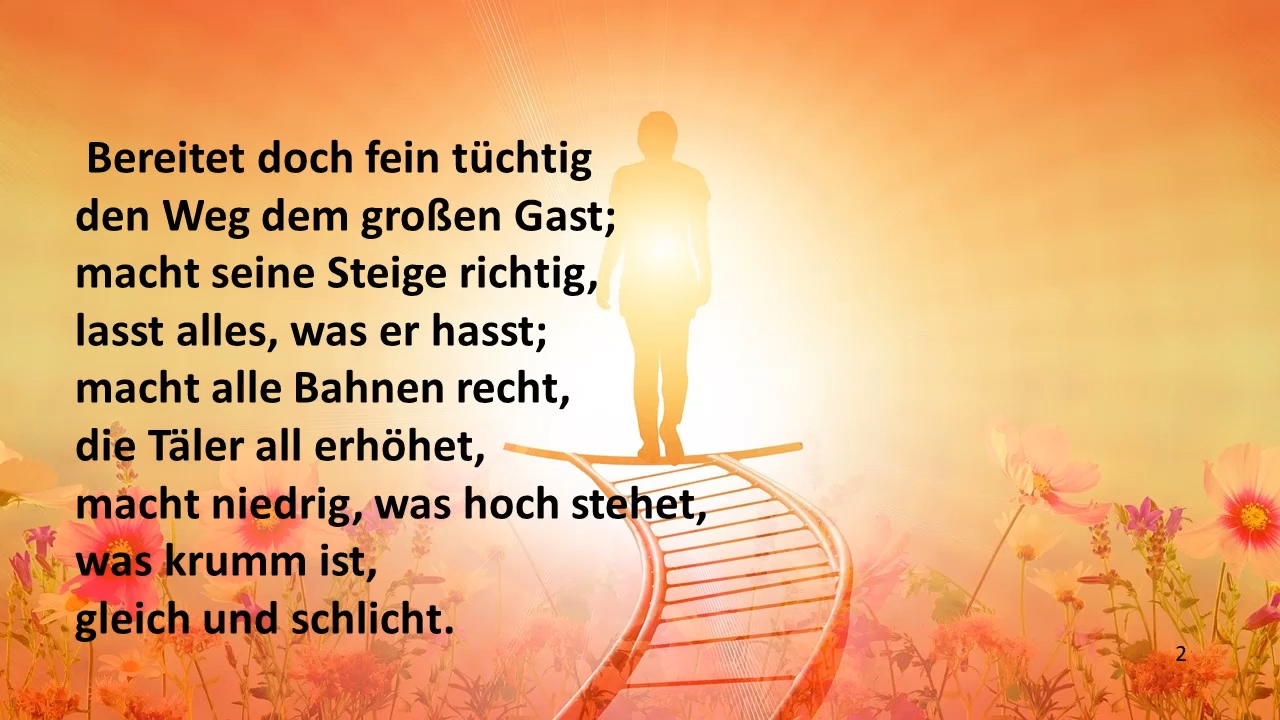 Bereitet doch fein tüchtig
den Weg dem großen Gast;
macht seine Steige richtig,
lasst alles, was er hasst;
macht alle Bahnen recht,
die Täler all erhöhet,
macht niedrig, was hoch stehet,
was krumm ist,
gleich und schlicht.
2